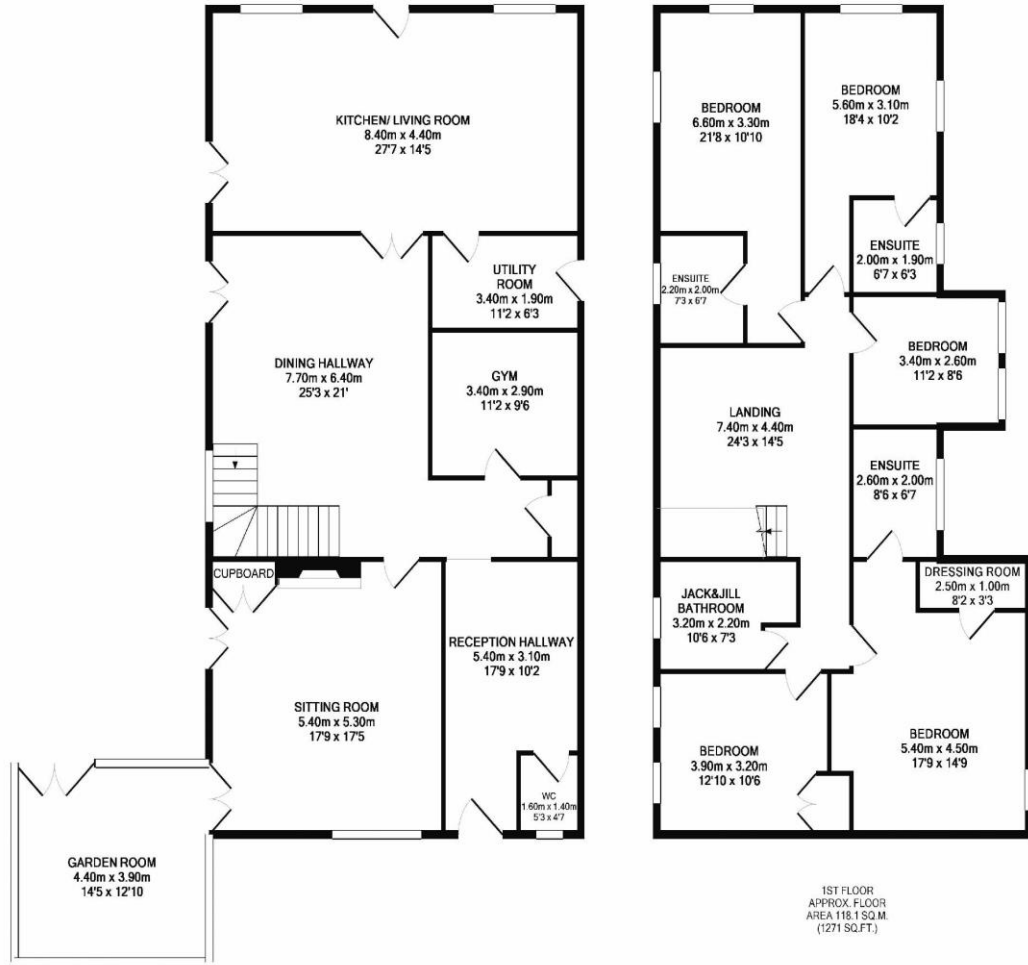 KITCHEN/ LIVING ROOM
8.40m x 4.40m
27'7 x 14'5
UTILITY
ROOM
3.40m x 1.90m
11'2 x 6'3
DINING HALLWAY
7.70m x 6.40m
25'3 x 21'
GYM
3.40m x 2.90m
11'2 x 9'6
CUPBOARD
RECEPTION HALLWAY
5.40m x 3.10m
17'9 x 10'2
SITTING ROOM
5.40m x 5.30m
17'9 x 17'5
WC
1.60m x 1.40m
5'3 x 4'7
GARDEN ROOM
4.40m x 3.90m
14'5 x 12'10
BEDROOM
6.60m x 3.30m
21'8 x 10'10
BEDROOM
5.60m x 3.10m
18'4 x 10'2
ENSUITE
2.00m x 1.90m
6'7 x 6'3
ENSUITE
2.20m x 2.00m
7'3 x 6'7
BEDROOM
3.40m x 2.60m
11'2 x 8'6
LANDING
7.40m x 4.40m
24'3 x 14'5
ENSUITE
2.60m x 2.00m
8'6 x 6'7
DRESSING ROOM
2.50m x 1.00m
8'2 x 3'3
JACK&JILL
BATHROOM
3.20m x 2.20m
10'6 x 7'3
BEDROOM
3.90m x 3.20m
12'10 x 10'6
BEDROOM
5.40m x 4.50m
17'9 x 14'9
1ST FLOOR
APPROX. FLOOR
AREA 118.1 SQ.M.
(1271 SQ.FT.)